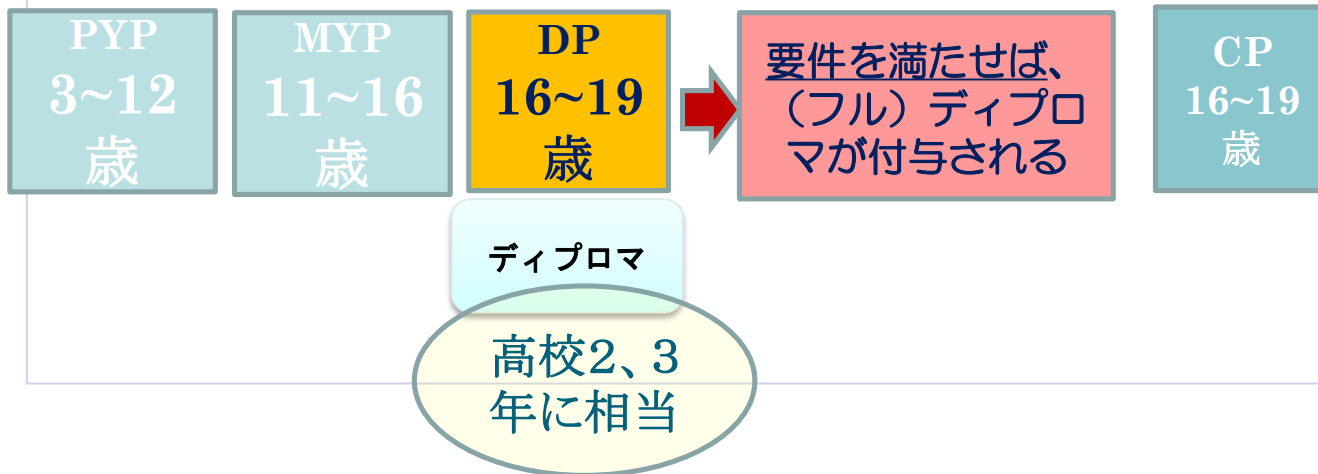 PYP
3~12
歳
MYP
11~16
歳
DP
16~19
歳
要件を満たせば、
（フル）ディプロ
マが付与される
CP
16~19
歳
ディプロマ
高校2、3
年に相当